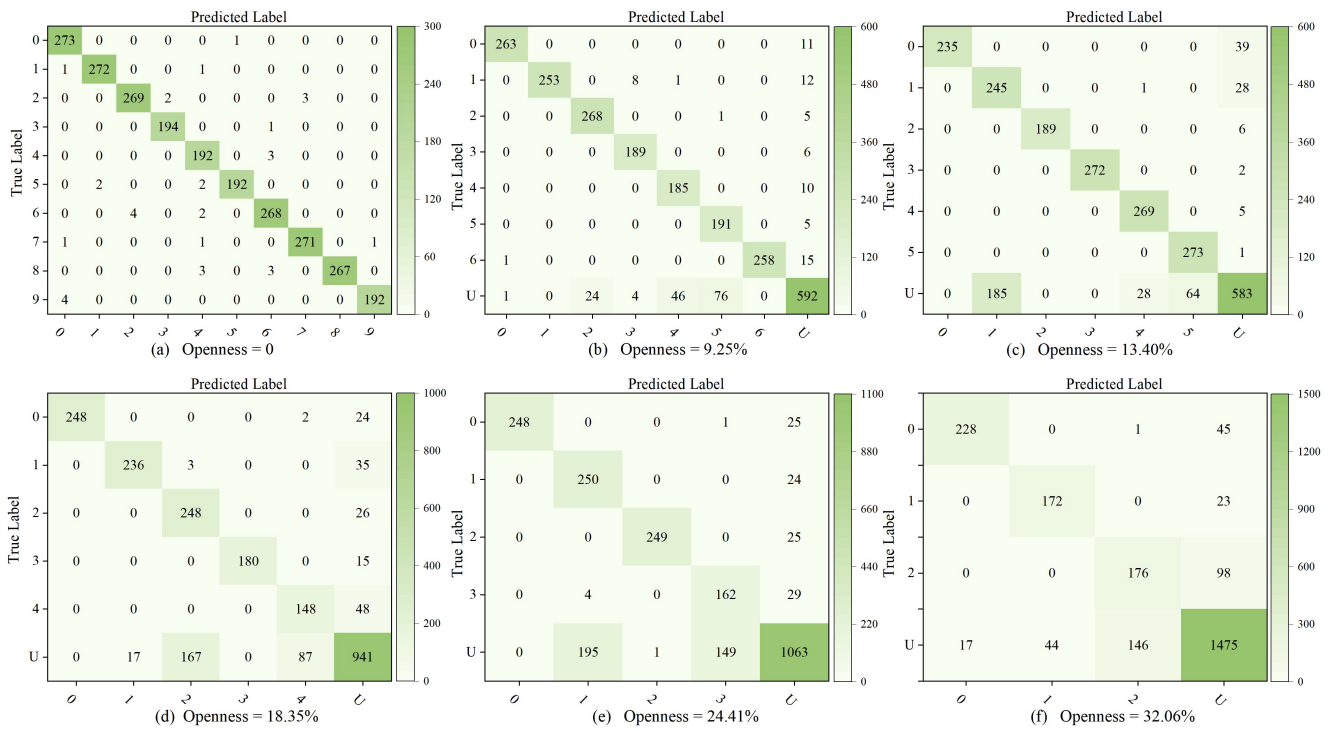 Predicted Label
True Label
0 273 0 0 0 0 1 0 0 0 0 300
1 1 272 0 0 1 0 0 0 0 0 240
2 0 0 269 2 0 0 0 3 0 0
3 0 0 0 194 0 0 1 0 0 0 180
4 0 0 0 0 192 0 3 0 0 0
5 0 2 0 0 2 192 0 0 0 0 120
6 0 0 4 0 2 0 268 0 0 0
7 1 0 0 0 1 0 0 271 0 1 60
8 0 0 0 0 3 0 3 0 267 0
9 4 0 0 0 0 0 0 0 0 192 0
0 1 2 3 4 5 6 7 8 9
(a) Openness = 0
Predicted Label
True Label
0 263 0 0 0 0 0 0 11 600
1 0 253 0 8 1 0 0 12 480
2 0 0 268 0 0 1 0 5
3 0 0 0 189 0 0 0 6 360
4 0 0 0 0 185 0 0 10 240
5 0 0 0 0 0 191 0 5
6 1 0 0 0 0 0 258 15 120
U 1 0 24 4 46 76 0 592 0
0 1 2 3 4 5 6 U
(b) Openness = 9.25%
Predicted Label
True Label
0 235 0 0 0 0 0 39 600
1 0 245 0 0 1 0 28 480
2 0 0 189 0 0 0 6 360
3 0 0 0 272 0 0 2
4 0 0 0 0 269 0 5 240
5 0 0 0 0 0 273 1 120
U 0 185 0 0 28 64 583 0
0 1 2 3 4 5 U
(c) Openness = 13.40%
Predicted Label
True Label
0 248 0 0 0 2 24 1000
1 0 236 3 0 0 35 800
2 0 0 248 0 0 26 600
3 0 0 0 180 0 15 400
4 0 0 0 0 148 48 200
U 0 17 167 0 87 941 0
0 1 2 3 4 U
(d) Openness = 18.35%
Predicted Label
True Label
0 248 0 0 1 25 1100
1 0 250 0 0 24 880
2 0 0 249 0 25 660
3 0 4 0 162 29 440
U 0 195 1 149 1063 220
0
0 1 2 3 U
(e) Openness = 24.41%
Predicted Label
True Label
0 228 0 1 45 1500
1 0 172 0 23 1200
900
2 0 0 176 98 600
U 17 44 146 1475 300
0
0 1 2 U
(f) Openness = 32.06%